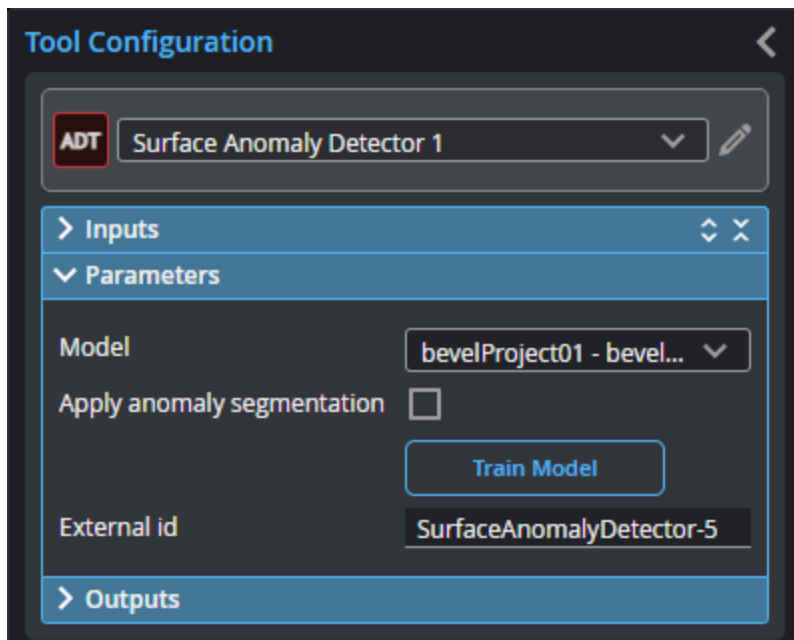 Tool Configuration
ADT Surface Anomaly Detector 1
Inputs
Parameters
Model bevelProject01 - bevel...
Apply anomaly segmentation
Train Model
External id SurfaceAnomalyDetector-5
Outputs